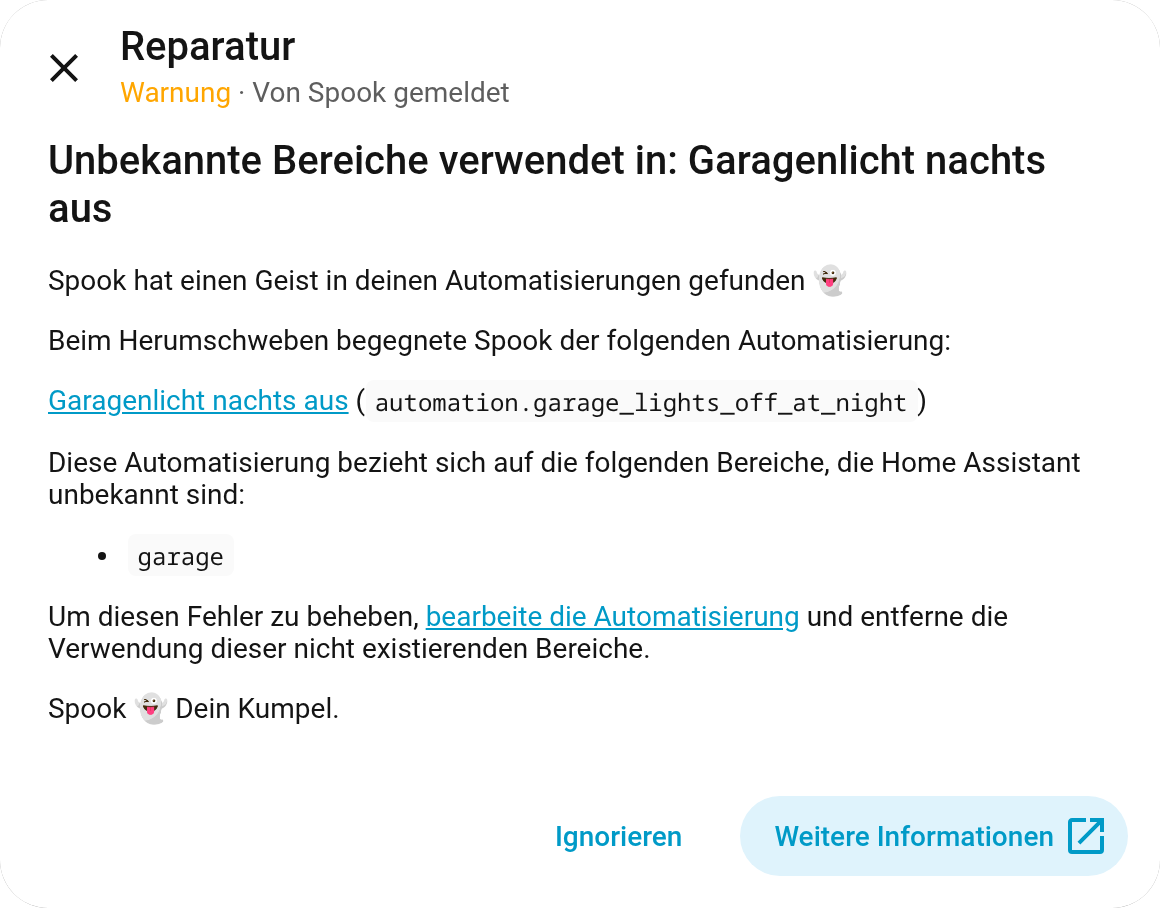 Reparatur
Warnung · Von Spook gemeldet
Unbekannte Bereiche verwendet in: Garagenlicht nachts
aus
Spook hat einen Geist in deinen Automatisierungen gefunden 👻
Beim Herumschweben begegnete Spook der folgenden Automatisierung:
Garagenlicht nachts aus ( automation.garage_lights_off_at_night )
Diese Automatisierung bezieht sich auf die folgenden Bereiche, die Home Assistant
unbekannt sind:
• garage
Um diesen Fehler zu beheben, bearbeite die Automatisierung und entferne die
Verwendung dieser nicht existierenden Bereiche.
Spook 👻 Dein Kumpel.
Ignorieren
Weitere Informationen